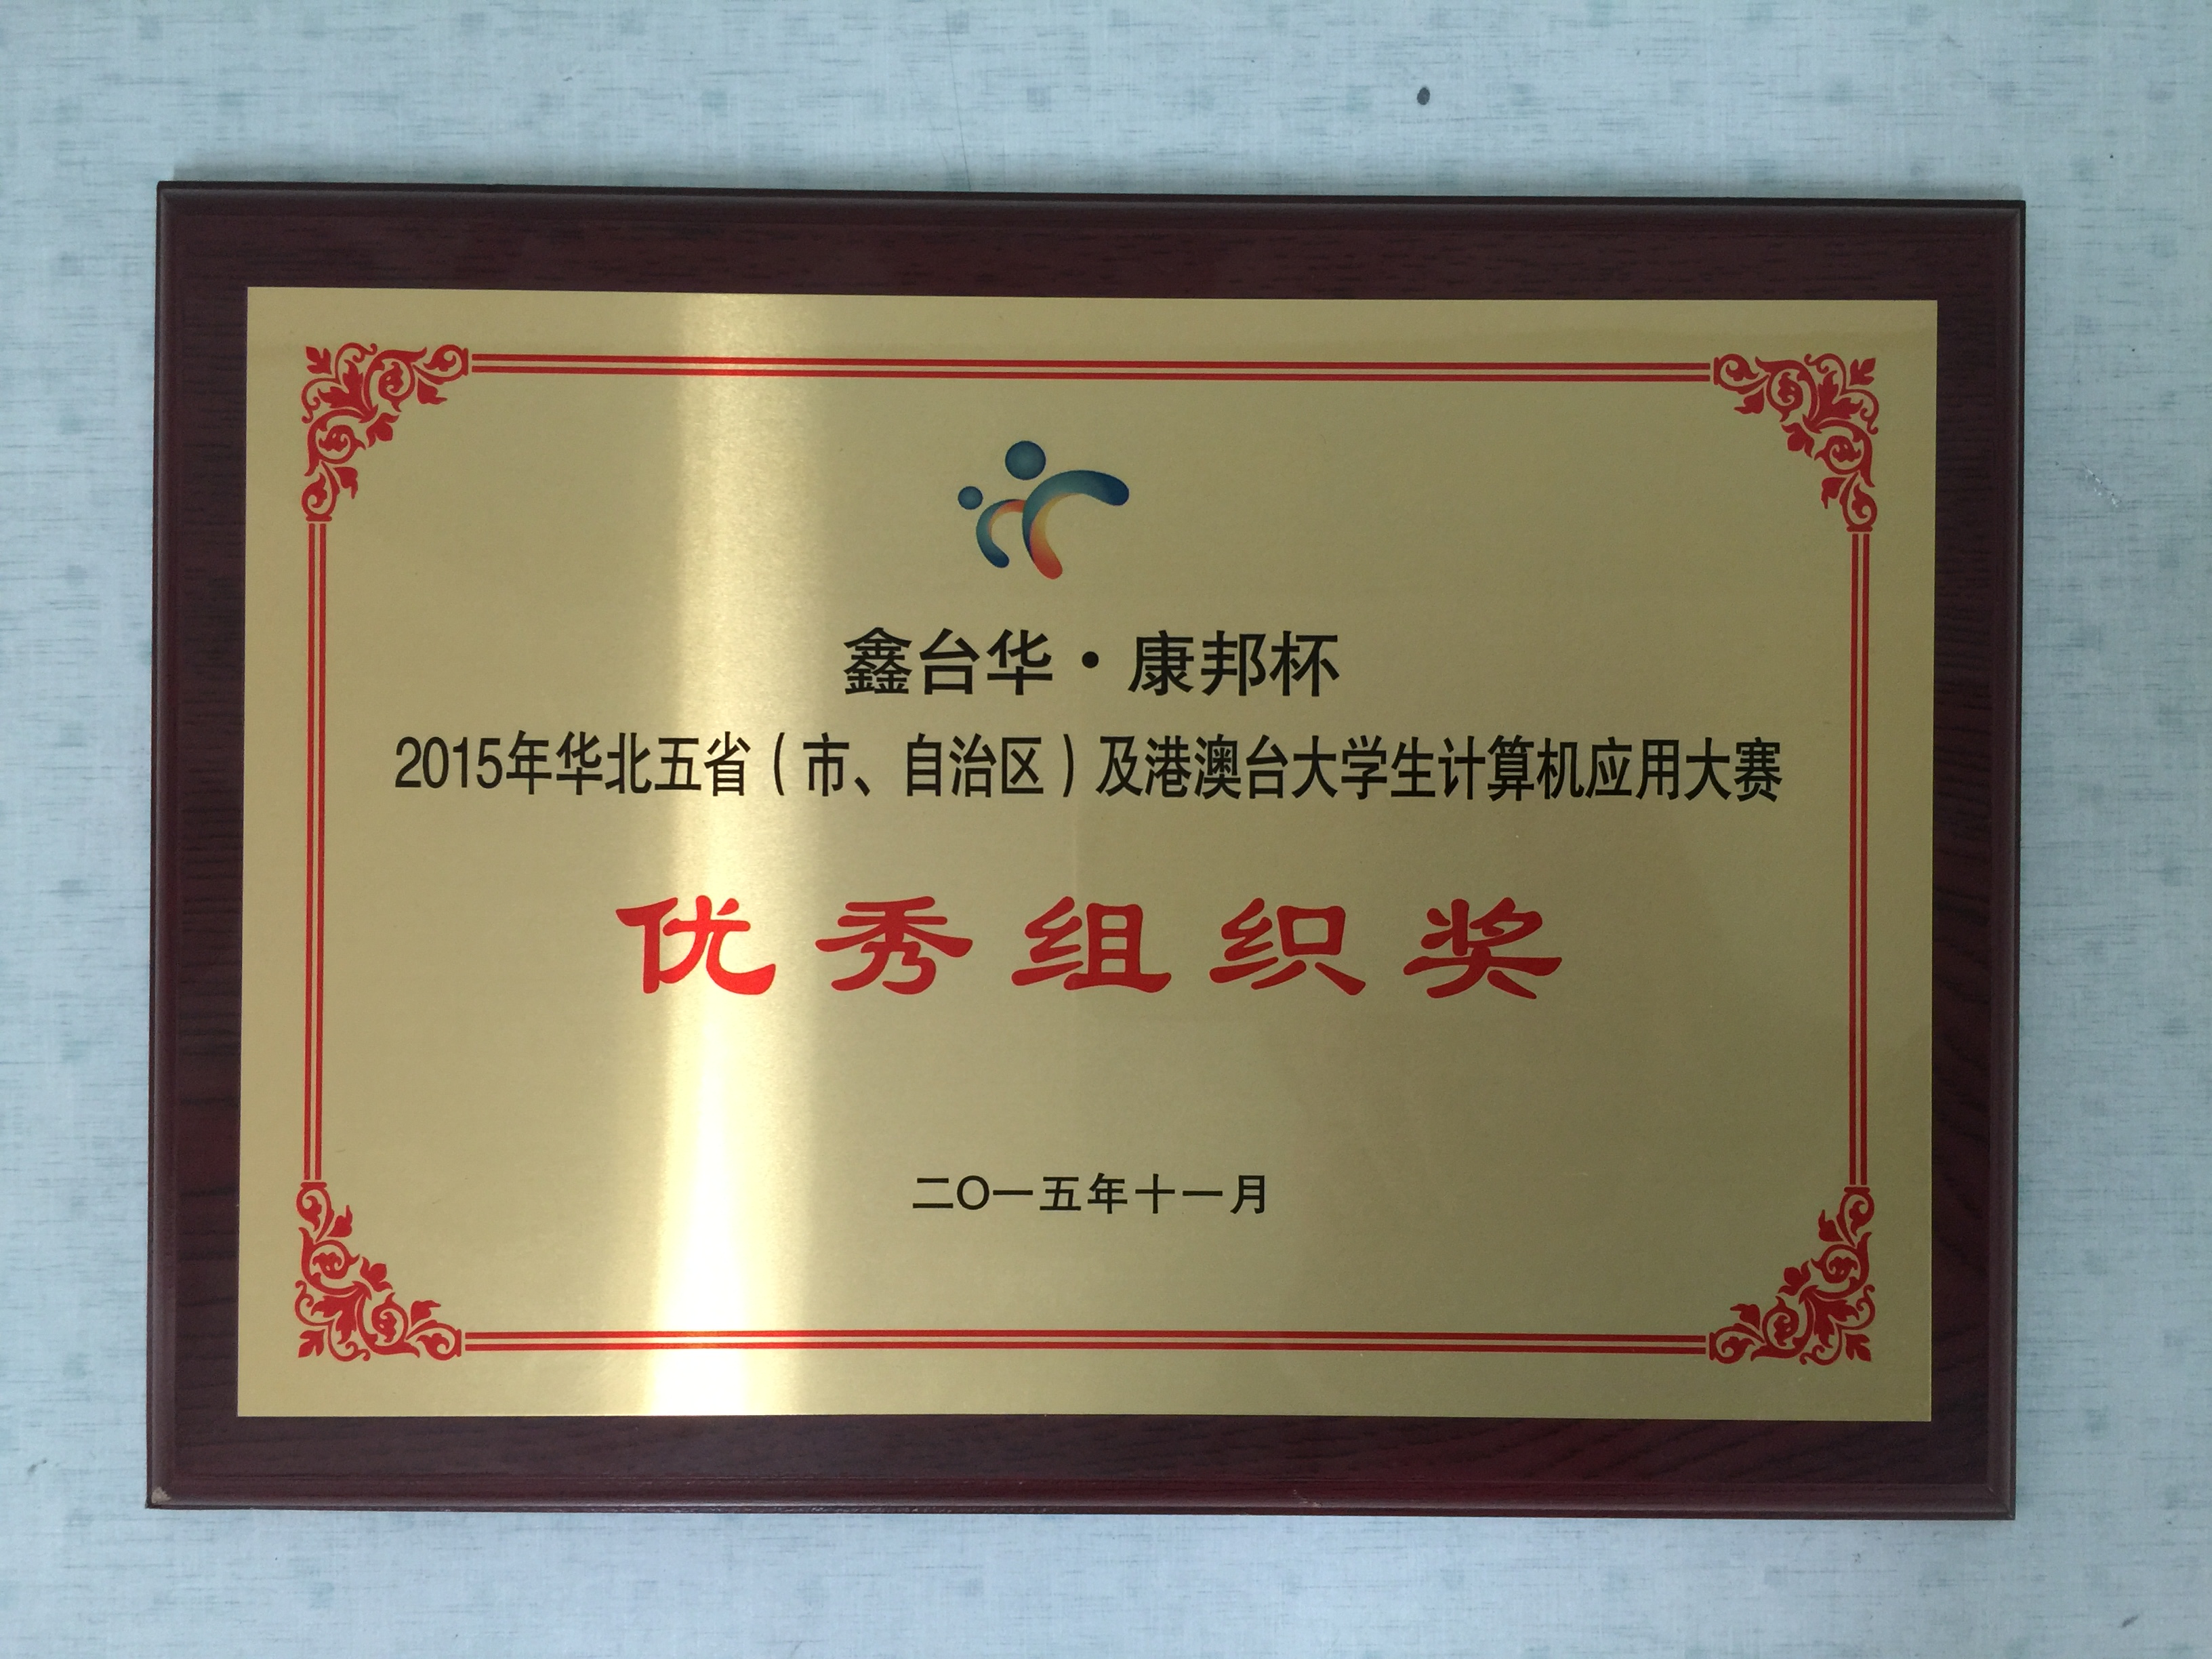 鑫台华·康邦杯
2015年华北五省（市、自治区）及港澳台大学生计算机应用大赛
优秀组织奖
二〇一五年十一月